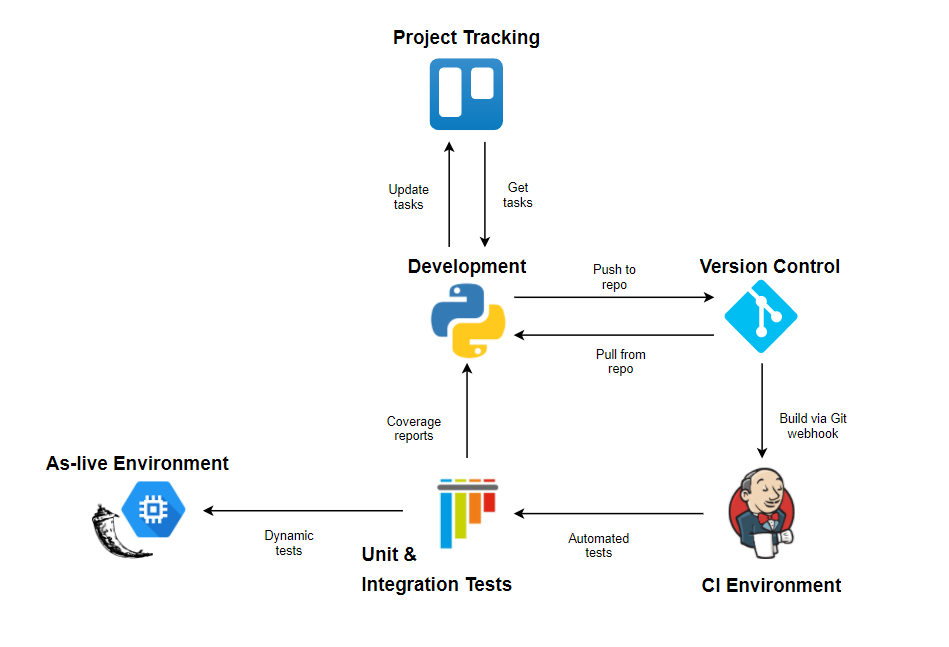 Project Tracking
Update
tasks
Get
tasks
Development
Version Control
Push to
repo
Pull from
repo
Coverage
reports
Build via Git
webhook
As-live Environment
Dynamic
tests
Unit &
Integration Tests
Automated
tests
CI Environment